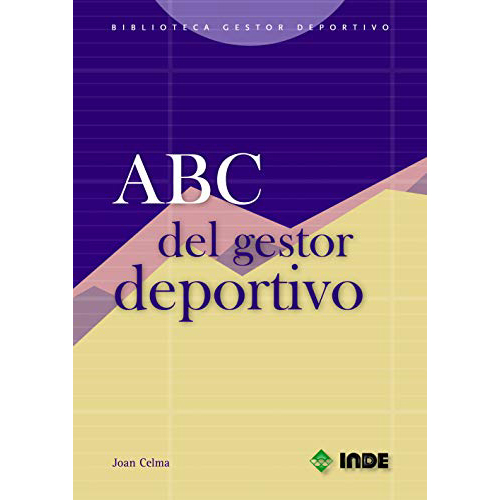 BIBLIOTECA GESTOR DEPORTIVO
ABC
del gestor
deportivo
Joan Celma
INDE